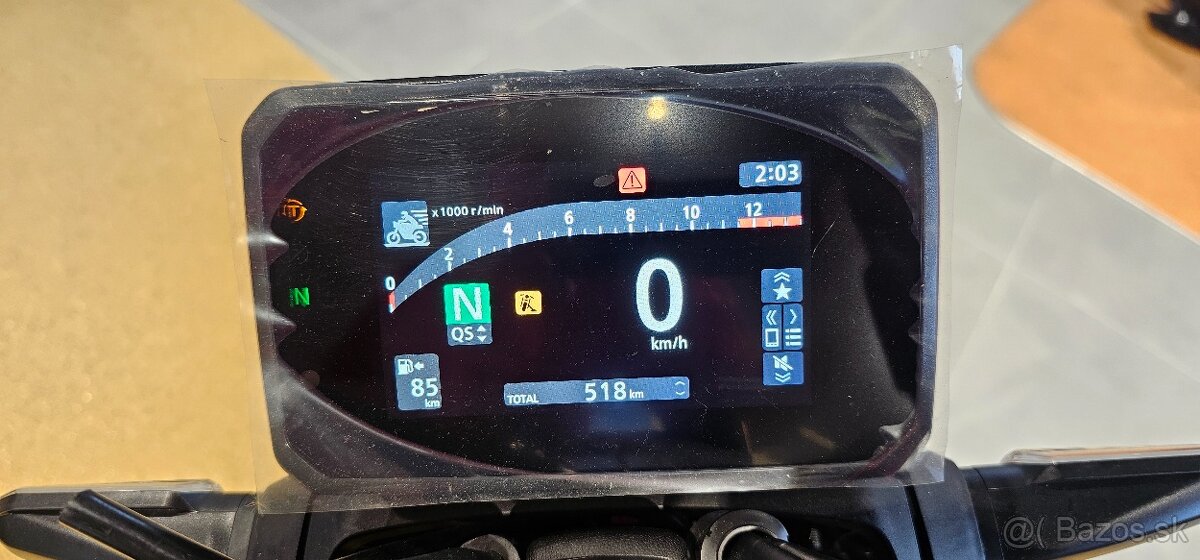 2:03
x1000 r/min
0 2 4 6 8 10 12
N
N
QS
0
km/h
85
km
TOTAL 518 km
@( Bazos.sk